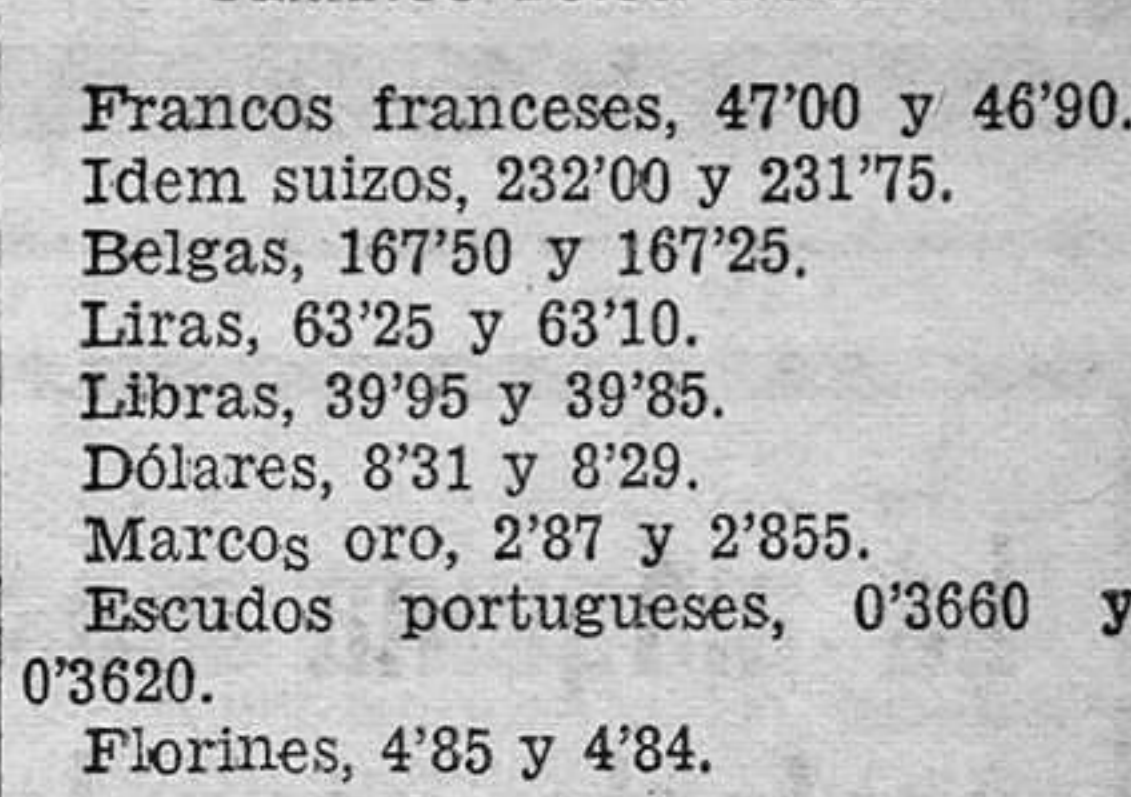 Francos franceses, 47'00 y 46'90.
Idem suizos, 232'00 y 231'75.
Belgas, 167'50 y 167'25.
Liras, 63'25 y 63'10.
Libras, 39'95 y 39'85.
Dólares, 8'31 y 8'29.
Marcos oro, 2'87 y 2'855.
Escudos portugueses, 0'3660 y
0'3620.
Florines, 4'85 y 4'84.